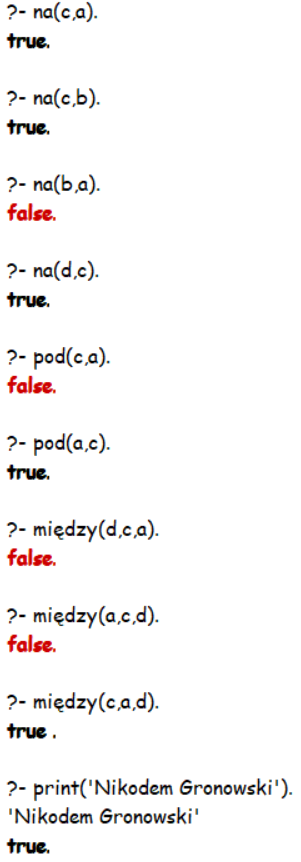 ?- na(c,a).
true.
?- na(c,b).
true.
?- na(b,a).
false.
?- na(d,c).
true.
?- pod(c,a).
false.
?- pod(a,c).
true.
?- między(d,c,a).
false.
?- między(a,c,d).
false.
?- między(c,a,d).
true .
?- print('Nikodem Gronowski').
'Nikodem Gronowski'
true.